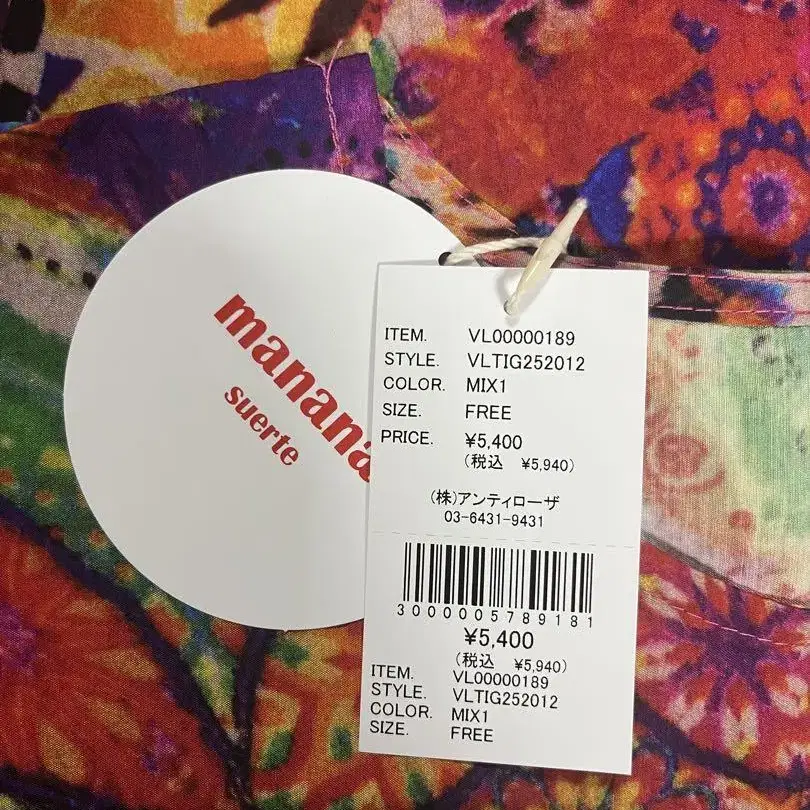 manana
suerte
ITEM. VL00000189
STYLE. VLTIG252012
COLOR. MIX1
SIZE. FREE
PRICE. ¥5,400
(税込 ¥5,940)
(株)アンティローザ
03-6431-9431
3000005789181
¥5,400
(税込 ¥5,940)
ITEM. VL00000189
STYLE. VLTIG252012
COLOR. MIX1
SIZE. FREE